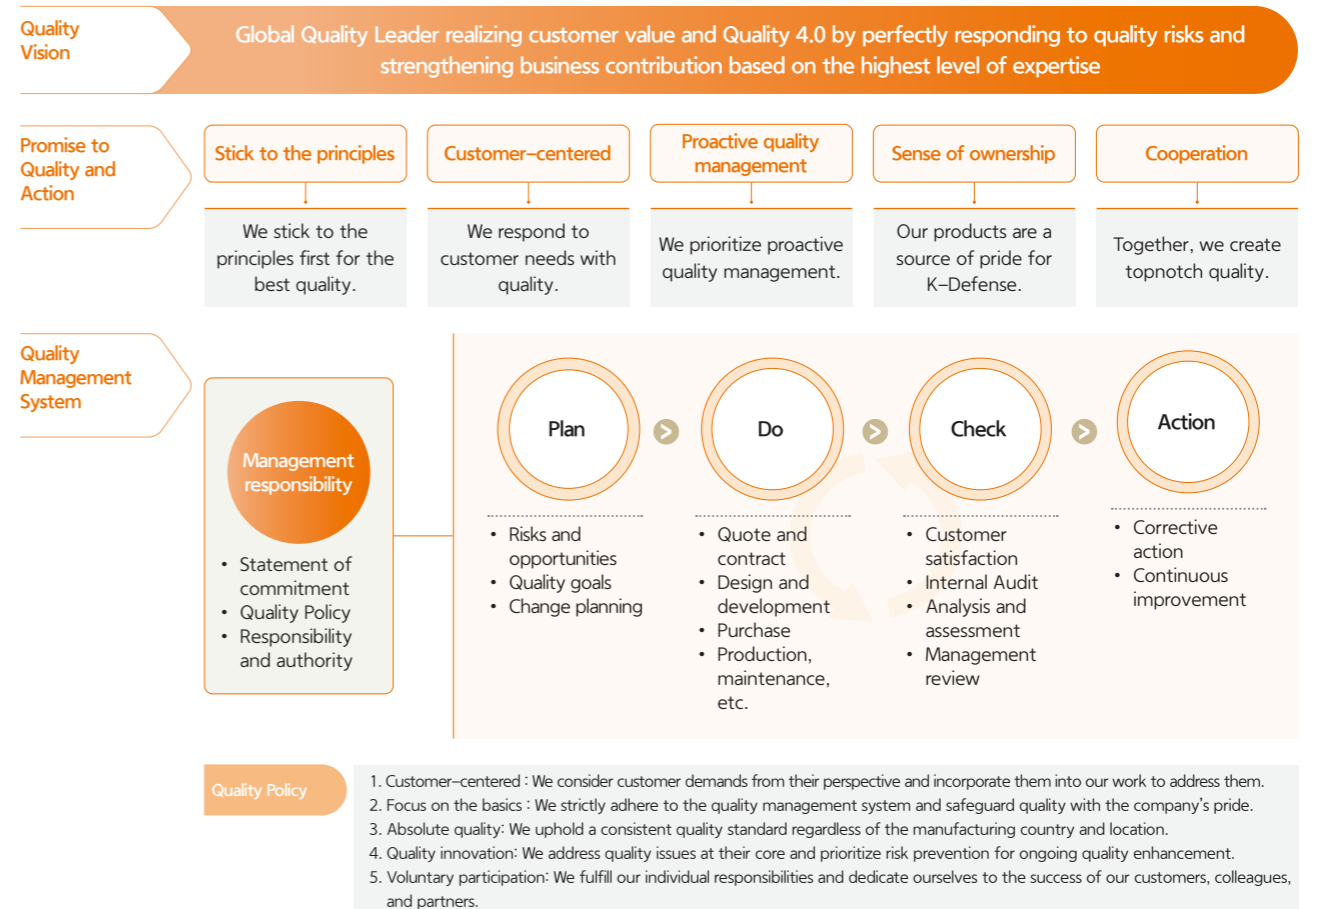 Quality
Vision
Global Quality Leader realizing customer value and Quality 4.0 by perfectly responding to quality risks and
strengthening business contribution based on the highest level of expertise
Promise to
Quality and
Action
Stick to the principles
We stick to the
principles first for the
best quality.
Customer–centered
We respond to
customer needs with
quality.
Proactive quality
management
We prioritize proactive
quality management.
Sense of ownership
Our products are a
source of pride for
K–Defense.
Cooperation
Together, we create
topnotch quality.
Quality
Management
System
Management
responsibility
• Statement of
commitment
• Quality Policy
• Responsibility
and authority
Plan
• Risks and
opportunities
• Quality goals
• Change planning
Do
• Quote and
contract
• Design and
development
• Purchase
• Production,
maintenance,
etc.
Check
• Customer
satisfaction
• Internal Audit
• Analysis and
assessment
• Management
review
Action
• Corrective
action
• Continuous
improvement
Quality Policy
1. Customer–centered : We consider customer demands from their perspective and incorporate them into our work to address them.
2. Focus on the basics : We strictly adhere to the quality management system and safeguard quality with the company's pride.
3. Absolute quality: We uphold a consistent quality standard regardless of the manufacturing country and location.
4. Quality innovation: We address quality issues at their core and prioritize risk prevention for ongoing quality enhancement.
5. Voluntary participation: We fulfill our individual responsibilities and dedicate ourselves to the success of our customers, colleagues,
and partners.